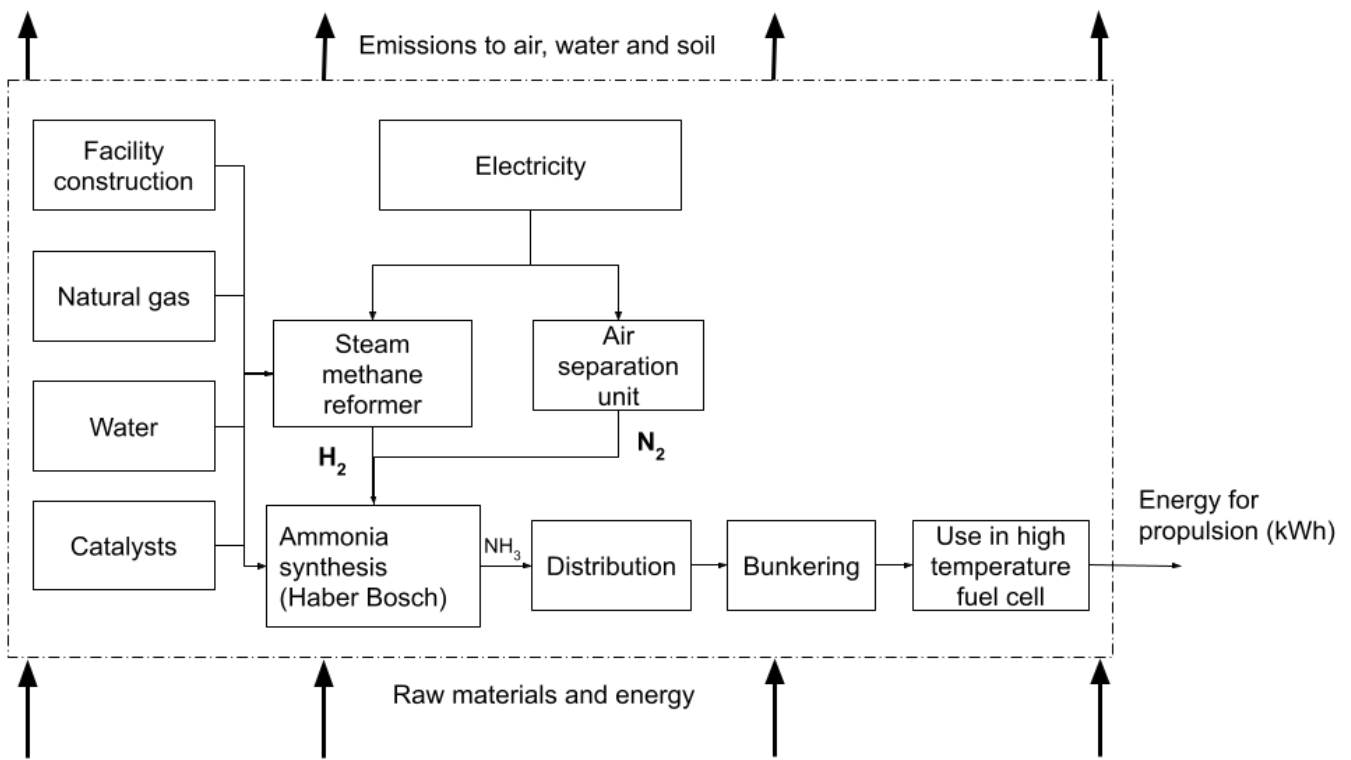 Emissions to air, water and soil
Facility
construction
Electricity
Natural gas
Steam
methane
reformer
Air
separation
unit
Water
H₂
N₂
Catalysts
Ammonia
synthesis
(Haber Bosch)
NH₃
Distribution
Bunkering
Use in high
temperature
fuel cell
Energy for
propulsion (kWh)
Raw materials and energy